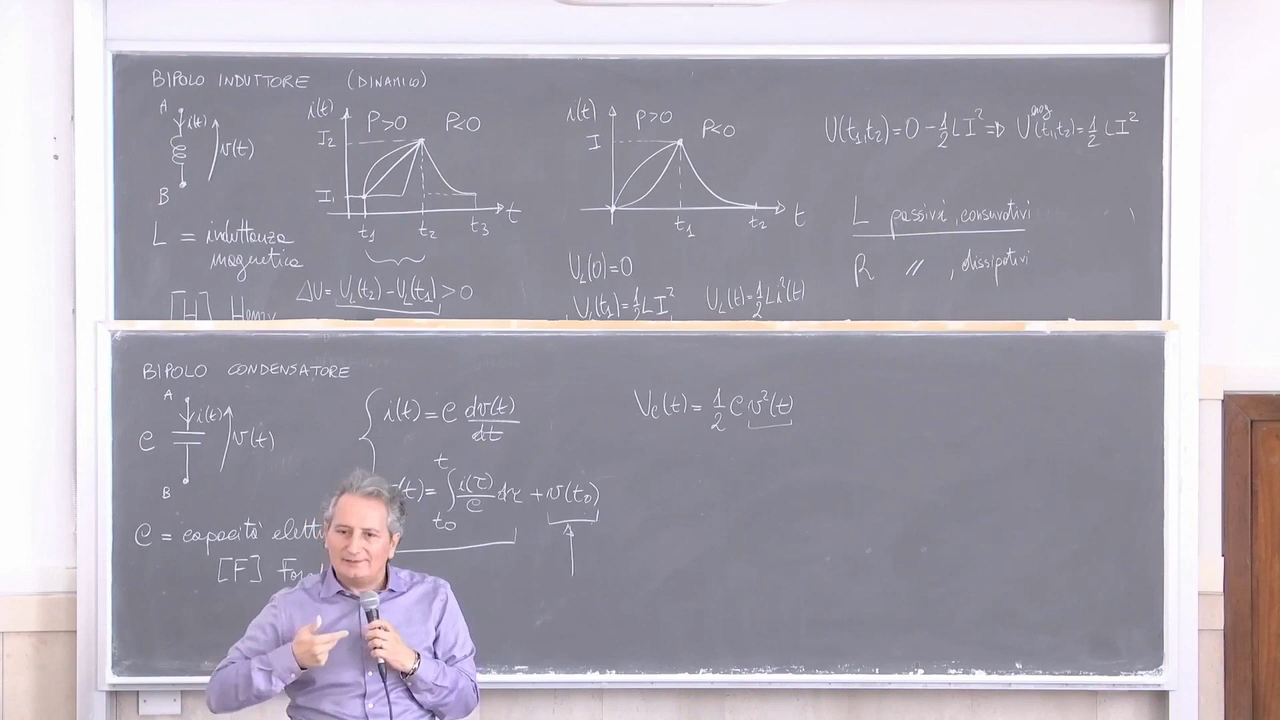 BIPOLO INDUTTORE (DINAMICO)
A
i(t)
v(t)
B
L = induttanza
magnetica
[H] Henry
i(t)
P>0 P<0
I2
I1
t1 t2 t3 t
ΔU = UL(t2) - UL(t1) > 0
i(t)
P>0 P<0
I
t1 t2 t
UL(0)=0
UL(t1)=1/2 L I²
UL(t)=1/2 L i²(t)
U(t1,t2)=0-1/2 L I² => (t1,t2)=1/2 L I²
L passivi, conservativi
R 〃 , dissipativi
BIPOLO CONDENSATORE
A
C
i(t)
v(t)
B
C = capacità elett
[F]
i(t) = C dv(t)/dt
(t) = ∫ t0 t i(τ)/C dτ + v(t0)
Uc(t) = 1/2 C v²(t)